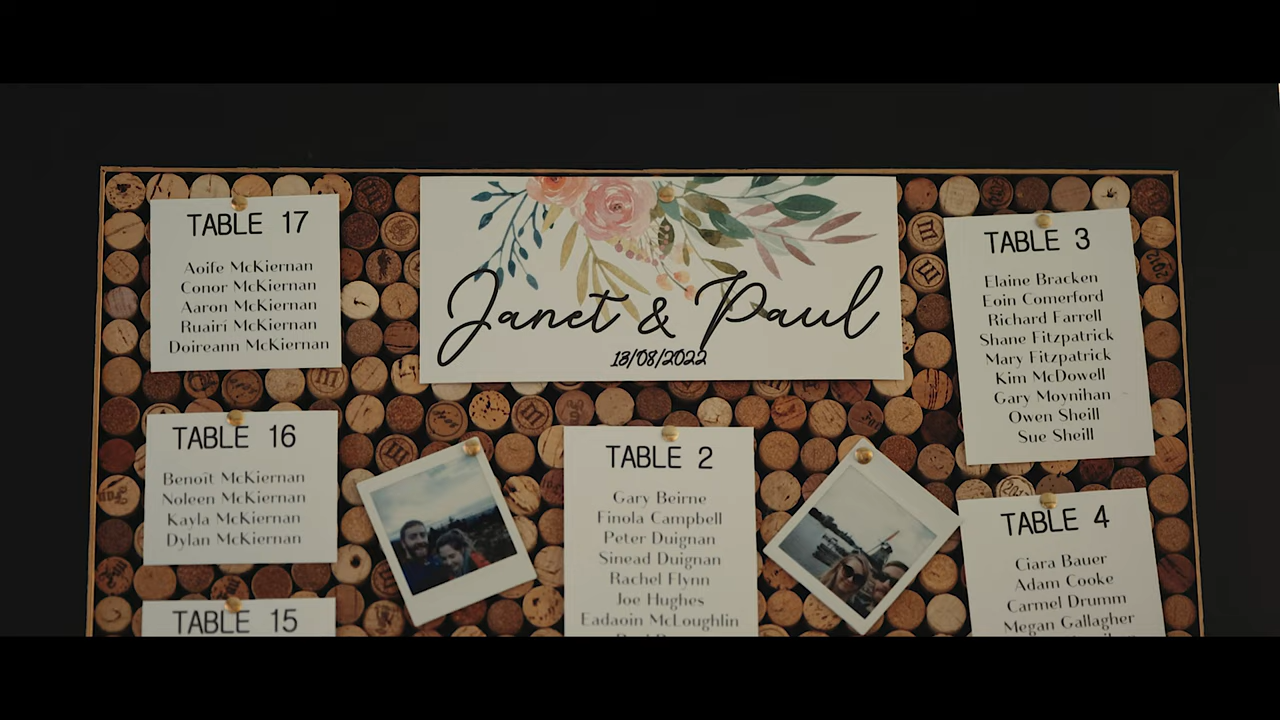 Janet & Paul
13/08/2022
TABLE 17
Aoife McKiernan
Conor McKiernan
Aaron McKiernan
Ruairi McKiernan
Doireann McKiernan
TABLE 16
Benoît McKiernan
Noleen McKiernan
Kayla McKiernan
Dylan McKiernan
TABLE 15
TABLE 2
Gary Beirne
Finola Campbell
Peter Duignan
Sinead Duignan
Rachel Flynn
Joe Hughes
Eadaoin McLoughlin
TABLE 3
Elaine Bracken
Eoin Comerford
Richard Farrell
Shane Fitzpatrick
Mary Fitzpatrick
Kim McDowell
Gary Moynihan
Owen Sheill
Sue Sheill
TABLE 4
Ciara Bauer
Adam Cooke
Carmel Drumm
Megan Gallagher